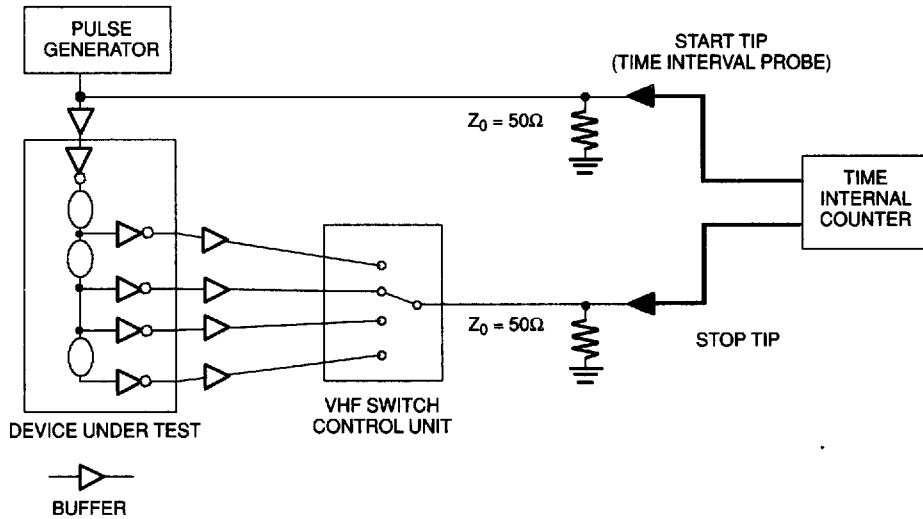 PULSE
GENERATOR
START TIP
(TIME INTERVAL PROBE)
Z0 = 50Ω
TIME
INTERNAL
COUNTER
Z0 = 50Ω
STOP TIP
VHF SWITCH
CONTROL UNIT
DEVICE UNDER TEST
BUFFER